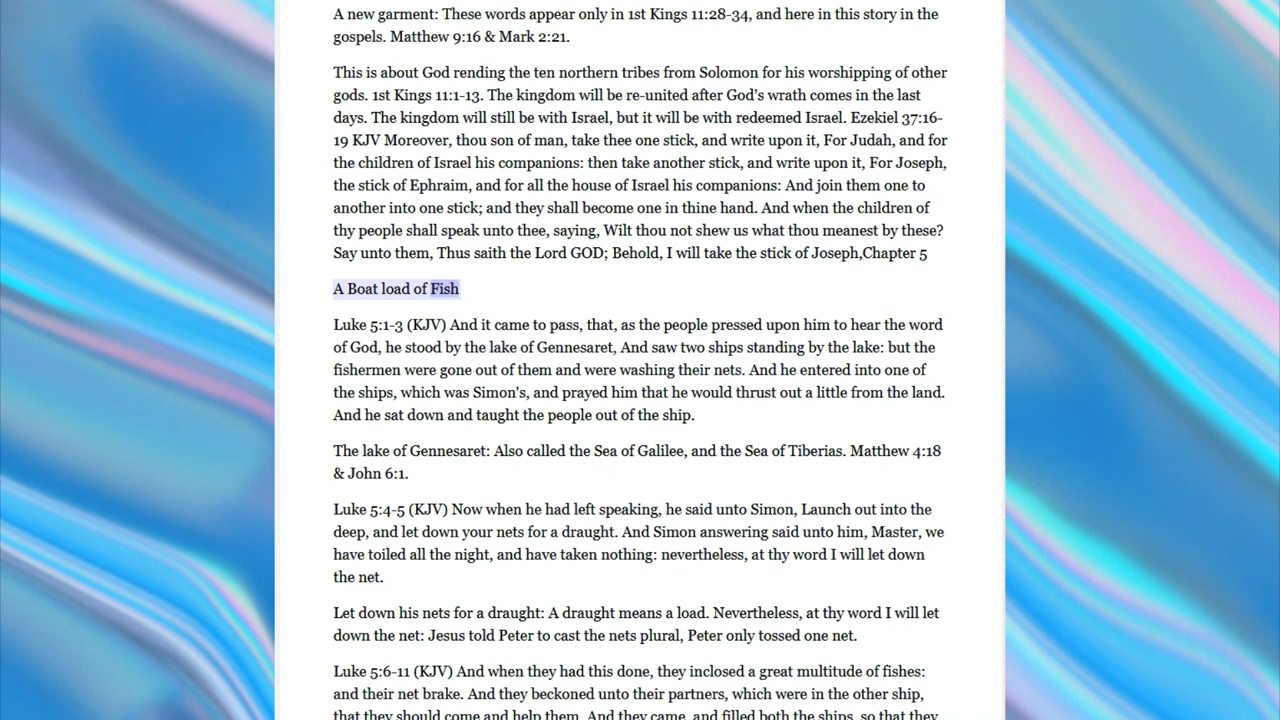 A new garment: These words appear only in 1st Kings 11:28-34, and here in this story in the
gospels. Matthew 9:16 & Mark 2:21.
This is about God rending the ten northern tribes from Solomon for his worshipping of other
gods. 1st Kings 11:1-13. The kingdom will be re-united after God’s wrath comes in the last
days. The kingdom will still be with Israel, but it will be with redeemed Israel. Ezekiel 37:16-
19 KJV Moreover, thou son of man, take thee one stick, and write upon it, For Judah, and for
the children of Israel his companions: then take another stick, and write upon it, For Joseph,
the stick of Ephraim, and for all the house of Israel his companions: And join them one to
another into one stick; and they shall become one in thine hand. And when the children of
thy people shall speak unto thee, saying, Wilt thou not shew us what thou meanest by these?
Say unto them, Thus saith the Lord GOD; Behold, I will take the stick of Joseph,Chapter 5
A Boat load of Fish
Luke 5:1-3 (KJV) And it came to pass, that, as the people pressed upon him to hear the word
of God, he stood by the lake of Gennesaret, And saw two ships standing by the lake: but the
fishermen were gone out of them and were washing their nets. And he entered into one of
the ships, which was Simon's, and prayed him that he would thrust out a little from the land.
And he sat down and taught the people out of the ship.
The lake of Gennesaret: Also called the Sea of Galilee, and the Sea of Tiberias. Matthew 4:18
& John 6:1.
Luke 5:4-5 (KJV) Now when he had left speaking, he said unto Simon, Launch out into the
deep, and let down your nets for a draught. And Simon answering said unto him, Master, we
have toiled all the night, and have taken nothing: nevertheless, at thy word I will let down
the net.
Let down his nets for a draught: A draught means a load. Nevertheless, at thy word I will let
down the net: Jesus told Peter to cast the nets plural, Peter only tossed one net.
Luke 5:6-11 (KJV) And when they had this done, they inclosed a great multitude of fishes:
and their net brake. And they beckoned unto their partners, which were in the other ship,
that they should come and help them. And they came, and filled both the ships, so that they